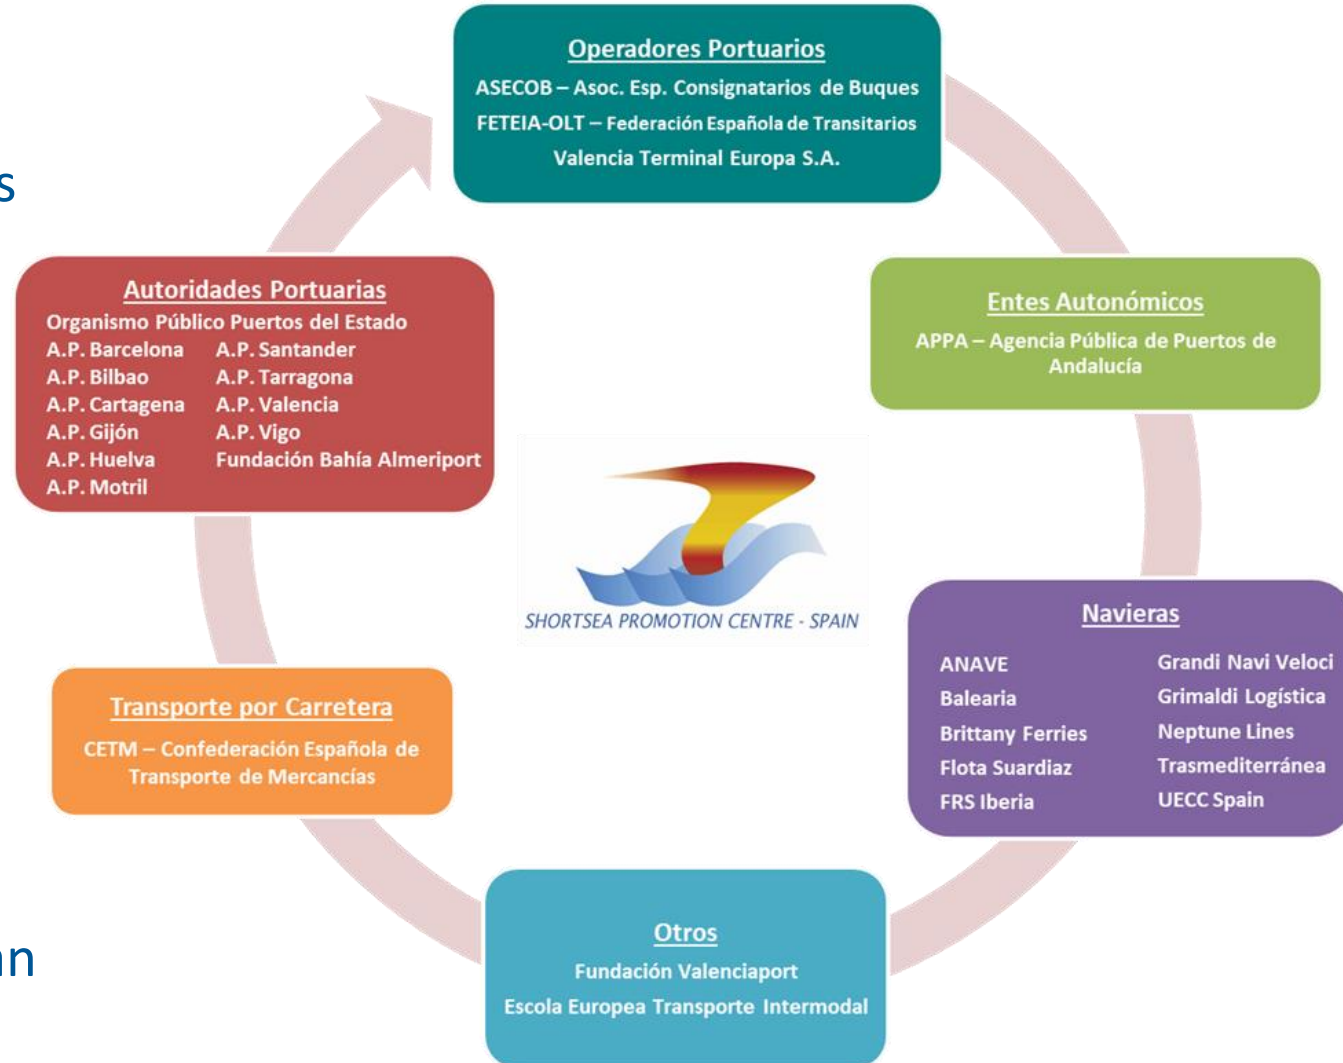 s
an
Operadores Portuarios
ASECOB – Asoc. Esp. Consignatarios de Buques
FETEIA-OLT – Federación Española de Transitarios
Valencia Terminal Europa S.A.
Entes Autonómicos
APPA – Agencia Pública de Puertos de
Andalucía
Navieras
ANAVE
Balearia
Brittany Ferries
Flota Suardiaz
FRS Iberia
Grandi Navi Veloci
Grimaldi Logística
Neptune Lines
Trasmediterránea
UECC Spain
Otros
Fundación Valenciaport
Escola Europea Transporte Intermodal
Transporte por Carretera
CETM – Confederación Española de
Transporte de Mercancías
Autoridades Portuarias
Organismo Público Puertos del Estado
A.P. Barcelona
A.P. Bilbao
A.P. Cartagena
A.P. Gijón
A.P. Huelva
A.P. Motril
A.P. Santander
A.P. Tarragona
A.P. Valencia
A.P. Vigo
Fundación Bahía Almeriport
SHORTSEA PROMOTION CENTRE - SPAIN